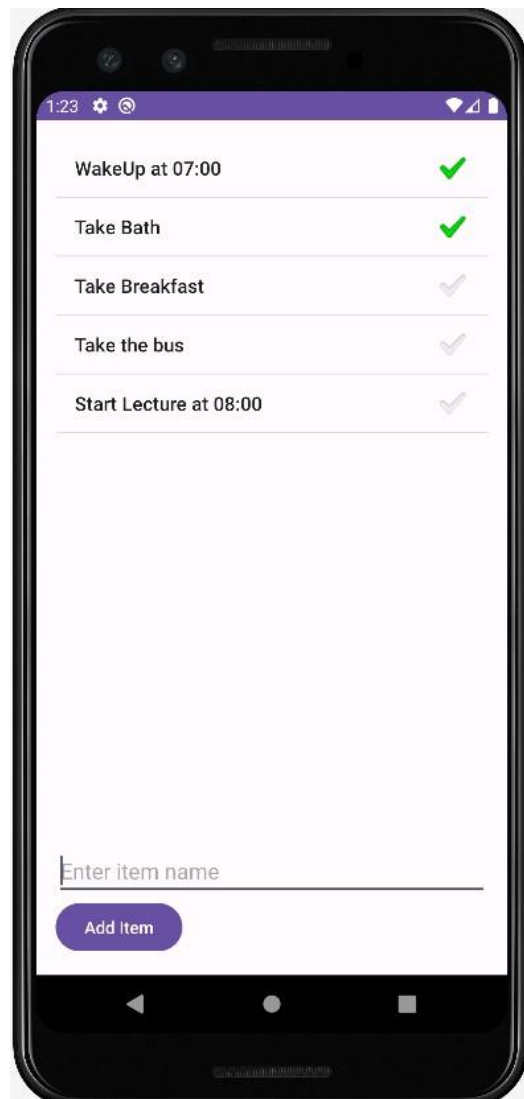 1:23
WakeUp at 07:00
Take Bath
Take Breakfast
Take the bus
Start Lecture at 08:00
Enter item name
Add Item